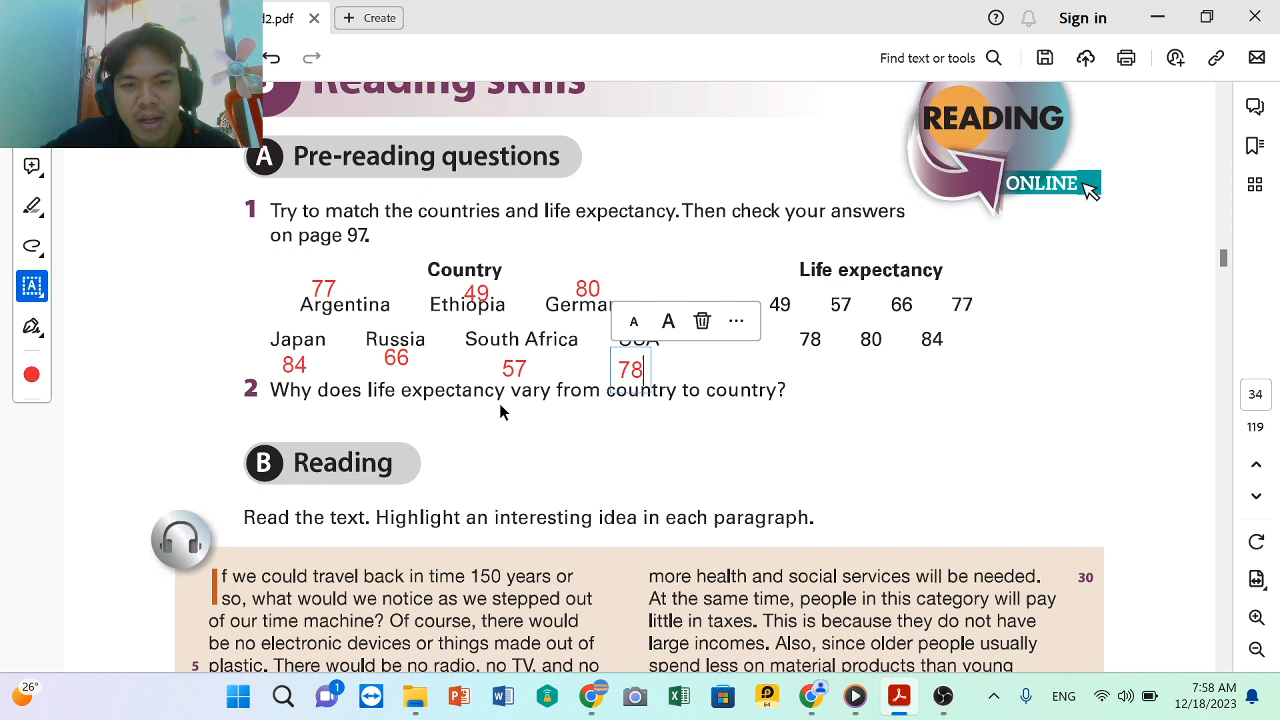 d2.pdf
Create
Sign in
Find text or tools
Reading skills
READING
ONLINE
A Pre-reading questions
1 Try to match the countries and life expectancy. Then check your answers
on page 97.
Country Life expectancy
77 49 80
Argentina Ethiopia 49 57 66 77
A A ...
Japan Russia South Africa USA 78 80 84
84 66 57 78
2 Why does life expectancy vary from country to country?
34
119
B Reading
Read the text. Highlight an interesting idea in each paragraph.
If we could travel back in time 150 years or
so, what would we notice as we stepped out
of our time machine? Of course, there would
be no electronic devices or things made out of
5 plastic. There would be no radio, no TV, and no
more health and social services will be needed. 30
At the same time, people in this category will pay
little in taxes. This is because they do not have
large incomes. Also, since older people usually
spend less on material products than young
26°
1
64
ENG
7:58 AM
12/18/2023